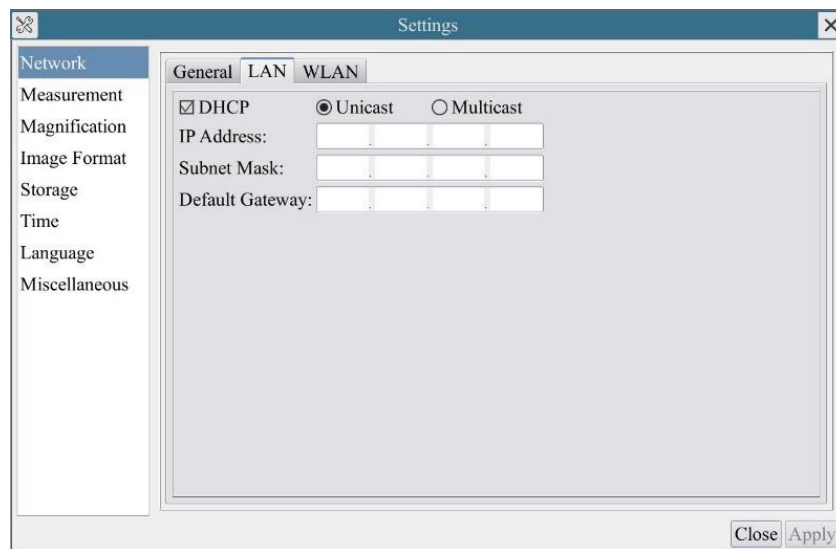 Settings
Network
Measurement
Magnification
Image Format
Storage
Time
Language
Miscellaneous
General LAN WLAN
DHCP Unicast Multicast
IP Address:
Subnet Mask:
Default Gateway:
Close Apply